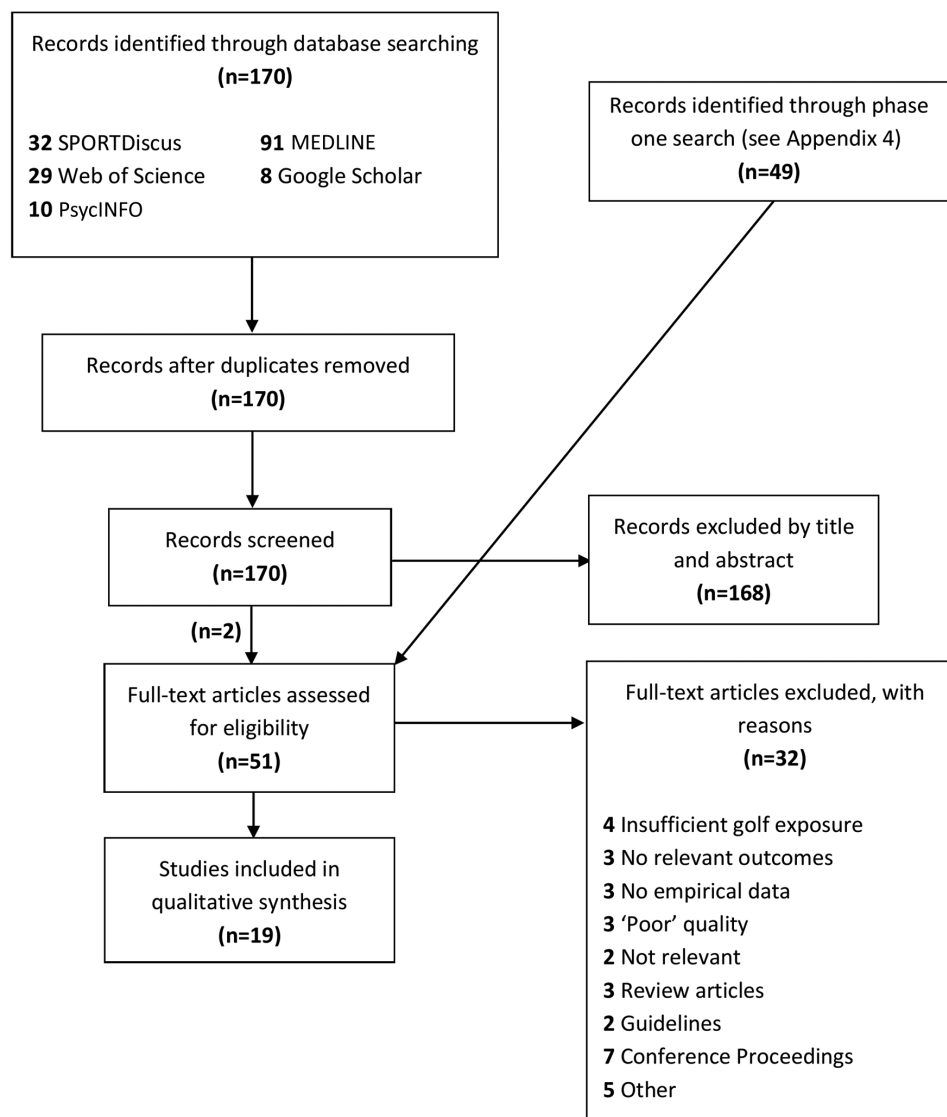 Records identified through database searching
(n=170)
32 SPORTDiscus
91 MEDLINE
29 Web of Science
8 Google Scholar
10 PsycINFO
Records identified through phase
one search (see Appendix 4)
(n=49)
Records after duplicates removed
(n=170)
Records screened
(n=170)
Records excluded by title
and abstract
(n=168)
(n=2)
Full-text articles assessed
for eligibility
(n=51)
Full-text articles excluded, with
reasons
(n=32)
4 Insufficient golf exposure
3 No relevant outcomes
3 No empirical data
3 ‘Poor’ quality
2 Not relevant
3 Review articles
2 Guidelines
7 Conference Proceedings
5 Other
Studies included in
qualitative synthesis
(n=19)